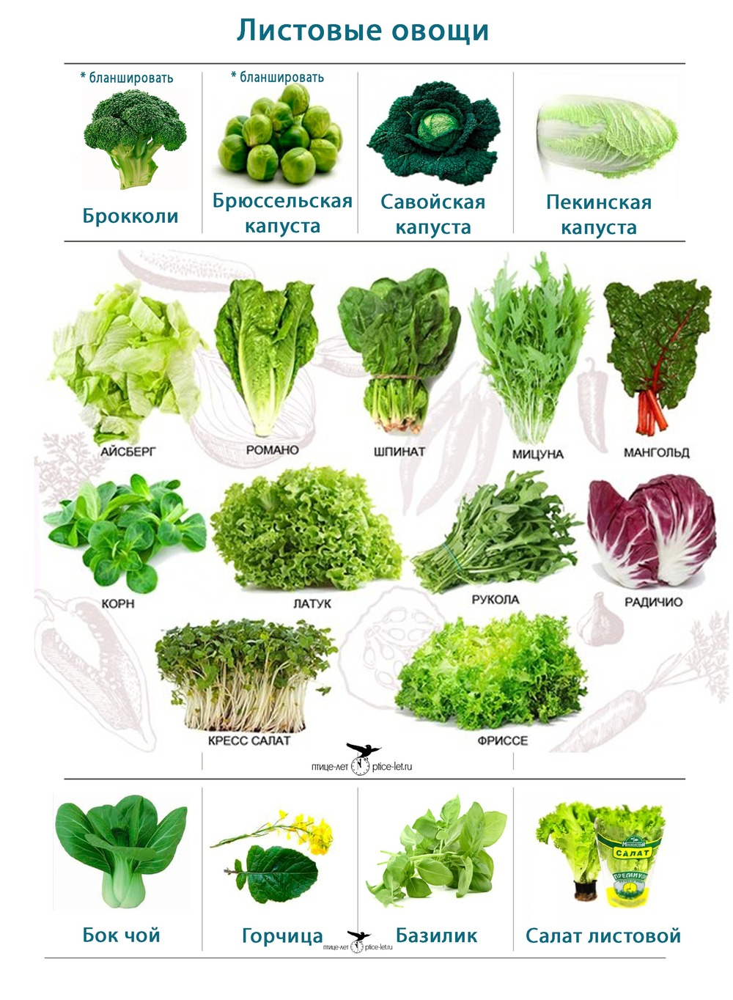 Листовые овощи
* бланшировать
* бланшировать
Брокколи
Брюссельская
капуста
Савойская
капуста
Пекинская
капуста
АЙСБЕРГ
РОМАНО
ШПИНАТ
МИЦУНА
МАНГОЛЬД
КОРН
ЛАТУК
РУКОЛА
РАДИЧИО
КРЕСС САЛАТ
ФРИССЕ
птице-лет ptice-let.ru
МОСКОВСКИЙ
САЛАТ
ПРЕМИУМ
Бок чой
Горчица
Базилик
Салат листовой
птице-лет ptice-let.ru